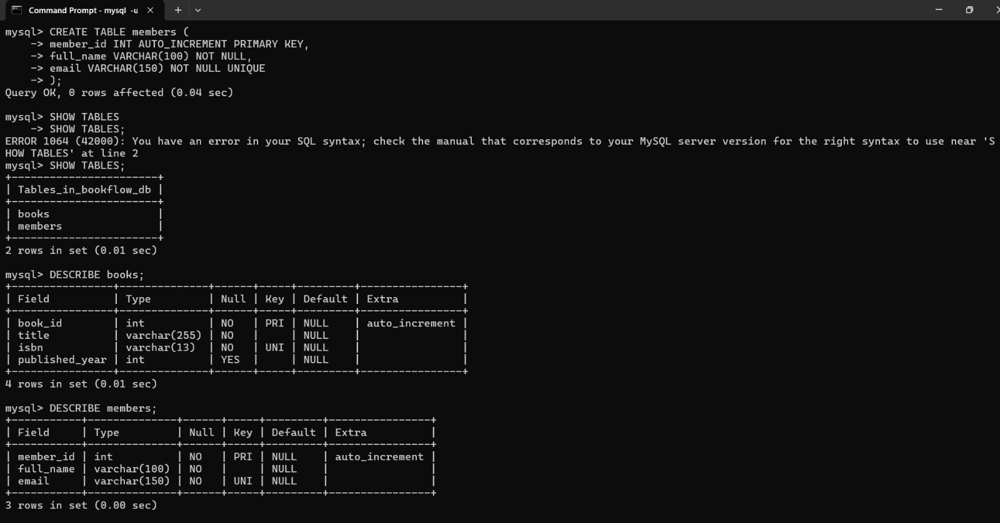 Command Prompt - mysql -u
mysql> CREATE TABLE members (
    -> member_id INT AUTO_INCREMENT PRIMARY KEY,
    -> full_name VARCHAR(100) NOT NULL,
    -> email VARCHAR(150) NOT NULL UNIQUE
    -> );
Query OK, 0 rows affected (0.04 sec)

mysql> SHOW TABLES
    -> SHOW TABLES;
ERROR 1064 (42000): You have an error in your SQL syntax; check the manual that corresponds to your MySQL server version for the right syntax to use near 'S
HOW TABLES' at line 2
mysql> SHOW TABLES;
+-----------------------+
| Tables_in_bookflow_db |
+-----------------------+
| books                 |
| members               |
+-----------------------+
2 rows in set (0.01 sec)

mysql> DESCRIBE books;
+----------------+--------------+------+-----+---------+----------------+
| Field          | Type         | Null | Key | Default | Extra          |
+----------------+--------------+------+-----+---------+----------------+
| book_id        | int          | NO   | PRI | NULL    | auto_increment |
| title          | varchar(255) | NO   |     | NULL    |                |
| isbn           | varchar(13)  | NO   | UNI | NULL    |                |
| published_year | int          | YES  |     | NULL    |                |
+----------------+--------------+------+-----+---------+----------------+
4 rows in set (0.01 sec)

mysql> DESCRIBE members;
+-----------+--------------+------+-----+---------+----------------+
| Field     | Type         | Null | Key | Default | Extra          |
+-----------+--------------+------+-----+---------+----------------+
| member_id | int          | NO   | PRI | NULL    | auto_increment |
| full_name | varchar(100) | NO   |     | NULL    |                |
| email     | varchar(150) | NO   | UNI | NULL    |                |
+-----------+--------------+------+-----+---------+----------------+
3 rows in set (0.00 sec)